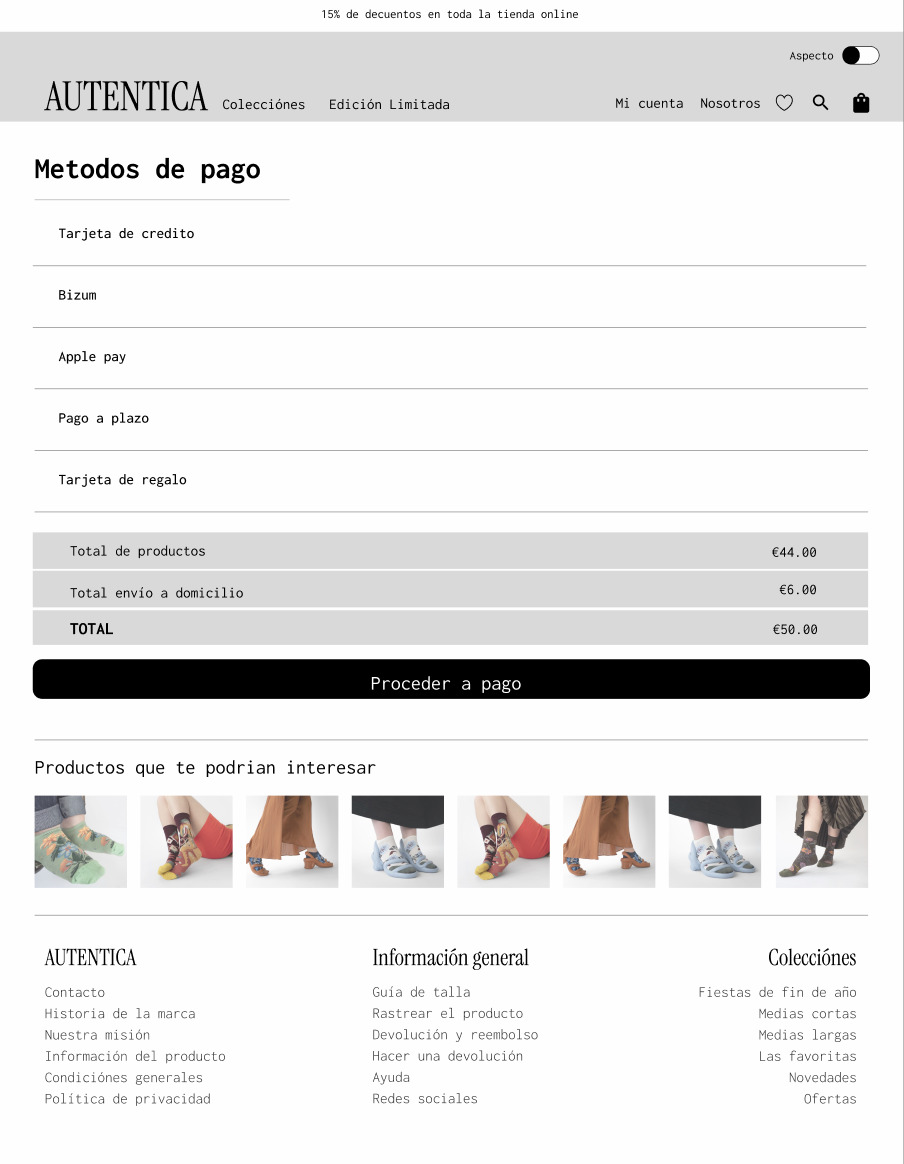 15% de decuentos en toda la tienda online
Aspecto
AUTENTICA Colecciónes Edición Limitada Mi cuenta Nosotros
Metodos de pago
Tarjeta de credito
Bizum
Apple pay
Pago a plazo
Tarjeta de regalo
Total de productos €44.00
Total envío a domicilio €6.00
TOTAL €50.00
Proceder a pago
Productos que te podrian interesar
AUTENTICA
Contacto
Historia de la marca
Nuestra misión
Información del producto
Condiciónes generales
Política de privacidad
Información general
Guía de talla
Rastrear el producto
Devolución y reembolso
Hacer una devolución
Ayuda
Redes sociales
Colecciónes
Fiestas de fin de año
Medias cortas
Medias largas
Las favoritas
Novedades
Ofertas